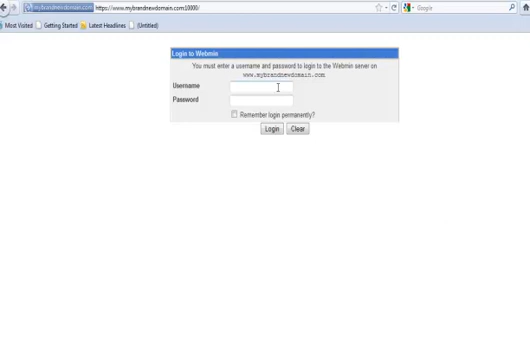 mybrandnewdomain.com https://www.mybrandnewdomain.com:10000/ Google
Most Visited Getting Started Latest Headlines (Untitled)
Login to Webmin
You must enter a username and password to login to the Webmin server on
www.mybrandnewdomain.com
Username
Password
Remember login permanently?
Login Clear